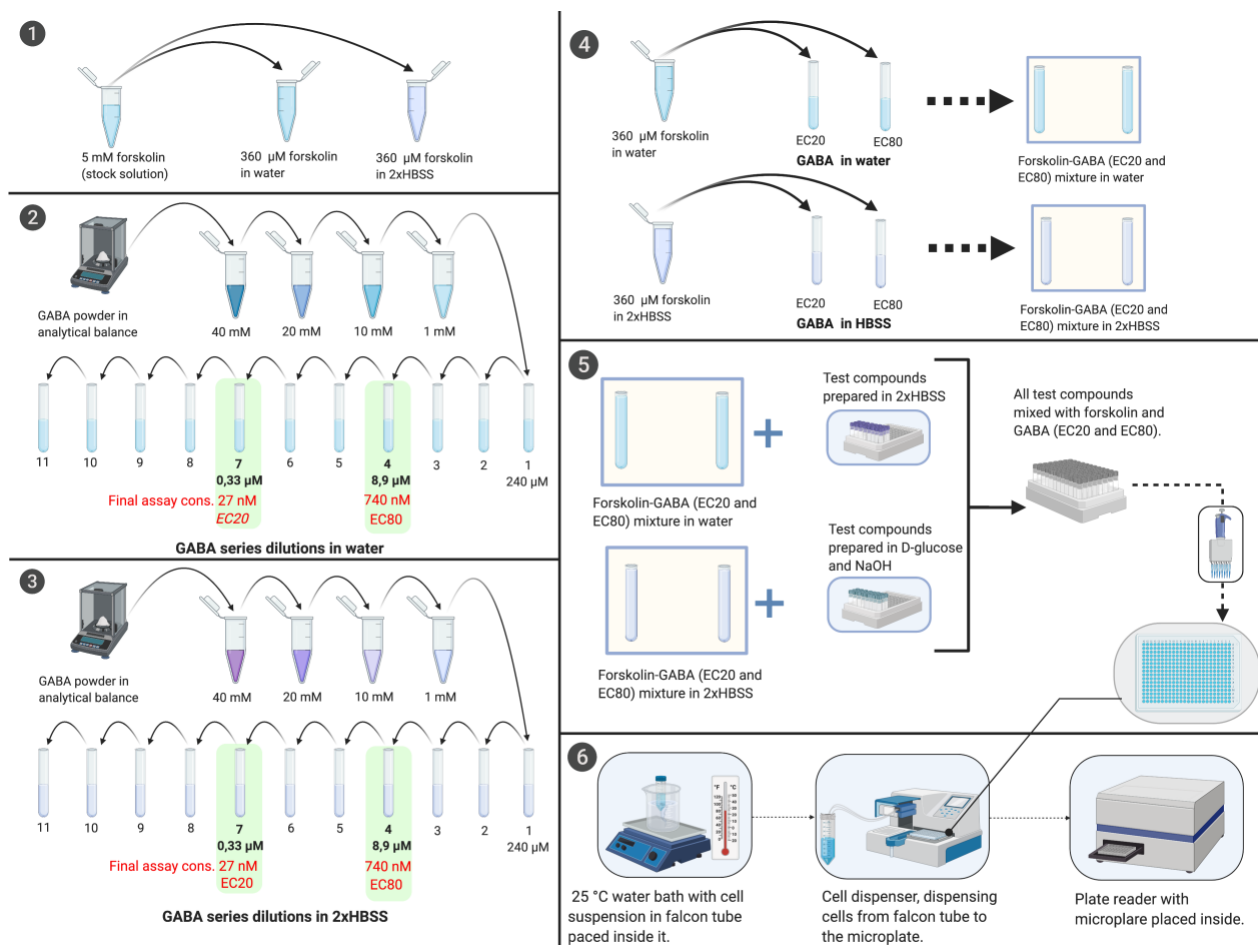 1
5 mM forskolin
(stock solution)
360 µM forskolin
in water
360 µM forskolin
in 2xHBSS
2
GABA powder in
analytical balance
40 mM
20 mM
10 mM
1 mM
11
10
9
8
7
6
5
4
3
2
1
0,33 µM
8,9 µM
240 µM
Final assay cons.
27 nM
740 nM
EC20
EC80
GABA series dilutions in water
3
GABA powder in
analytical balance
40 mM
20 mM
10 mM
1 mM
11
10
9
8
7
6
5
4
3
2
1
0,33 µM
8,9 µM
240 µM
Final assay cons.
27 nM
740 nM
EC20
EC80
GABA series dilutions in 2xHBSS
4
360 µM forskolin
in water
EC20
EC80
GABA in water
Forskolin-GABA (EC20 and
EC80) mixture in water
360 µM forskolin
in 2xHBSS
EC20
EC80
GABA in HBSS
Forskolin-GABA (EC20 and
EC80) mixture in 2xHBSS
5
Forskolin-GABA (EC20 and
EC80) mixture in water
+
Test compounds
prepared in 2xHBSS
Forskolin-GABA (EC20 and
EC80) mixture in 2xHBSS
+
Test compounds
prepared in D-glucose
and NaOH
All test compounds
mixed with forskolin and
GABA (EC20 and EC80).
6
°F
°C
25 °C water bath with cell
suspension in falcon tube
paced inside it.
Cell dispenser, dispensing
cells from falcon tube to
the microplate.
Plate reader with
microplare placed inside.